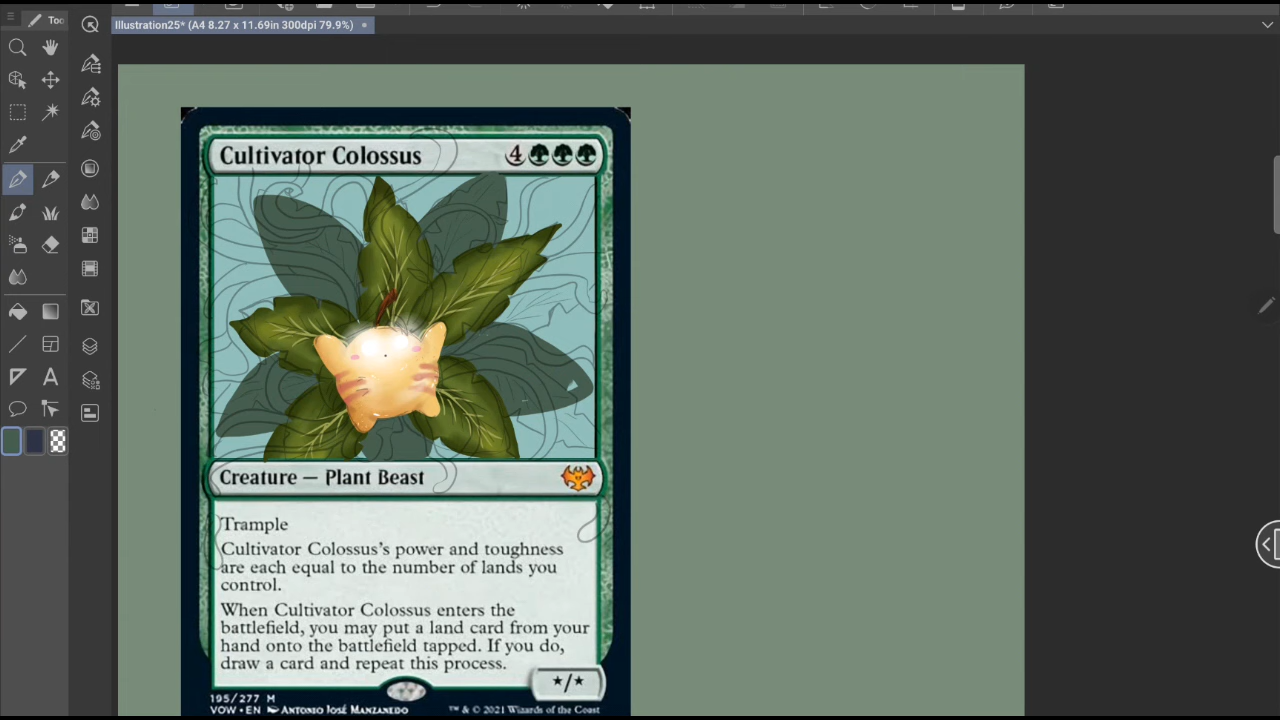 Too
Illustration25* (A4 8.27 x 11.69in 300dpi 79.9%)
Cultivator Colossus 4
Creature — Plant Beast
Trample
Cultivator Colossus's power and toughness
are each equal to the number of lands you
control.
When Cultivator Colossus enters the
battlefield, you may put a land card from your
hand onto the battlefield tapped. If you do,
draw a card and repeat this process.
★/★
195/277 M
VOW • EN Antonio José Manzanedo
™ & © 2021 Wizards of the Coast